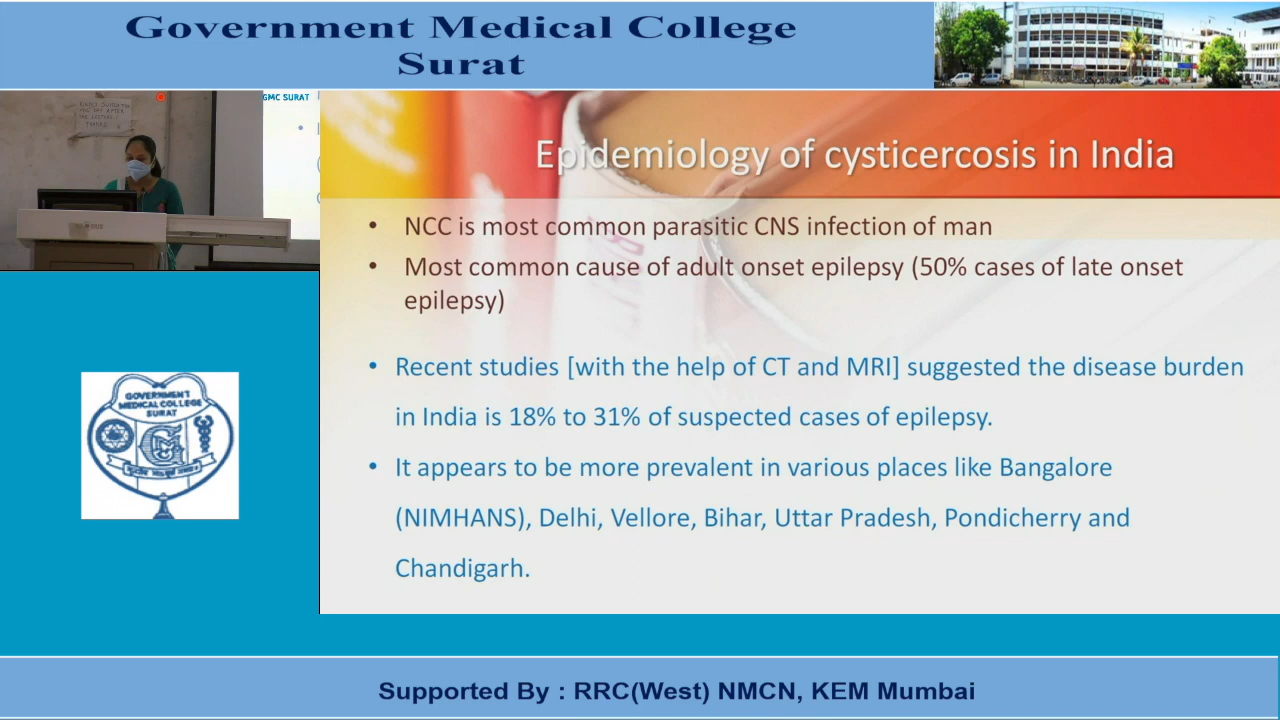 Government Medical College
Surat
GMC SURAT
Epidemiology of cysticercosis in India
• NCC is most common parasitic CNS infection of man
• Most common cause of adult onset epilepsy (50% cases of late onset
epilepsy)
• Recent studies [with the help of CT and MRI] suggested the disease burden
in India is 18% to 31% of suspected cases of epilepsy.
• It appears to be more prevalent in various places like Bangalore
(NIMHANS), Delhi, Vellore, Bihar, Uttar Pradesh, Pondicherry and
Chandigarh.
GOVERNMENT
MEDICAL COLLEGE
SURAT
Supported By : RRC(West) NMCN, KEM Mumbai